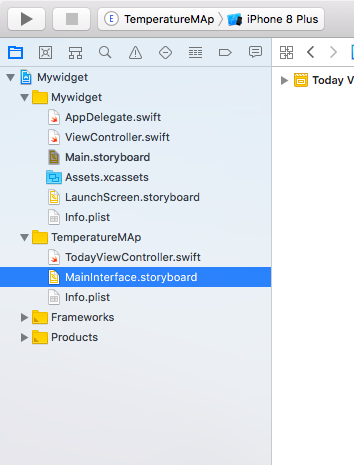 E TemperatureMAp iPhone 8 Plus
Mywidget
Today V
Mywidget
AppDelegate.swift
ViewController.swift
Main.storyboard
Assets.xcassets
LaunchScreen.storyboard
Info.plist
TemperatureMAp
TodayViewController.swift
MainInterface.storyboard
Info.plist
Frameworks
Products